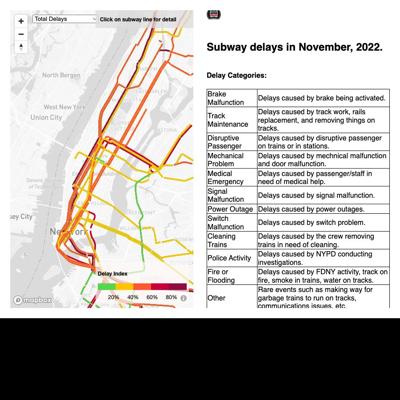 Total Delays
Click on subway line for detail
North Bergen
West New York
Union City
sey City
New York
Delay Index
20% 40% 60% 80%
mapbox
Subway delays in November, 2022.
Delay Categories:
Brake
Malfunction
Delays caused by brake being activated.
Track
Maintenance
Delays caused by track work, rails
replacement, and removing things on
tracks.
Disruptive
Passenger
Delays caused by disruptive passenger
on trains or in stations.
Mechanical
Problem
Delays caused by mechnical malfunction
and door malfunction.
Medical
Emergency
Delays caused by passenger/staff in
need of medical help.
Signal
Malfunction
Delays caused by signal malfunction.
Power Outage
Delays caused by power outages.
Switch
Malfunction
Delays caused by switch problem.
Cleaning
Trains
Delays caused by the crew removing
trains in need of cleaning.
Police Activity
Delays caused by NYPD conducting
investigations.
Fire or
Flooding
Delays caused by FDNY activity, track on
fire, smoke in trains, water on tracks.
Other
Rare events such as making way for
garbage trains to run on tracks,
communications issues, etc